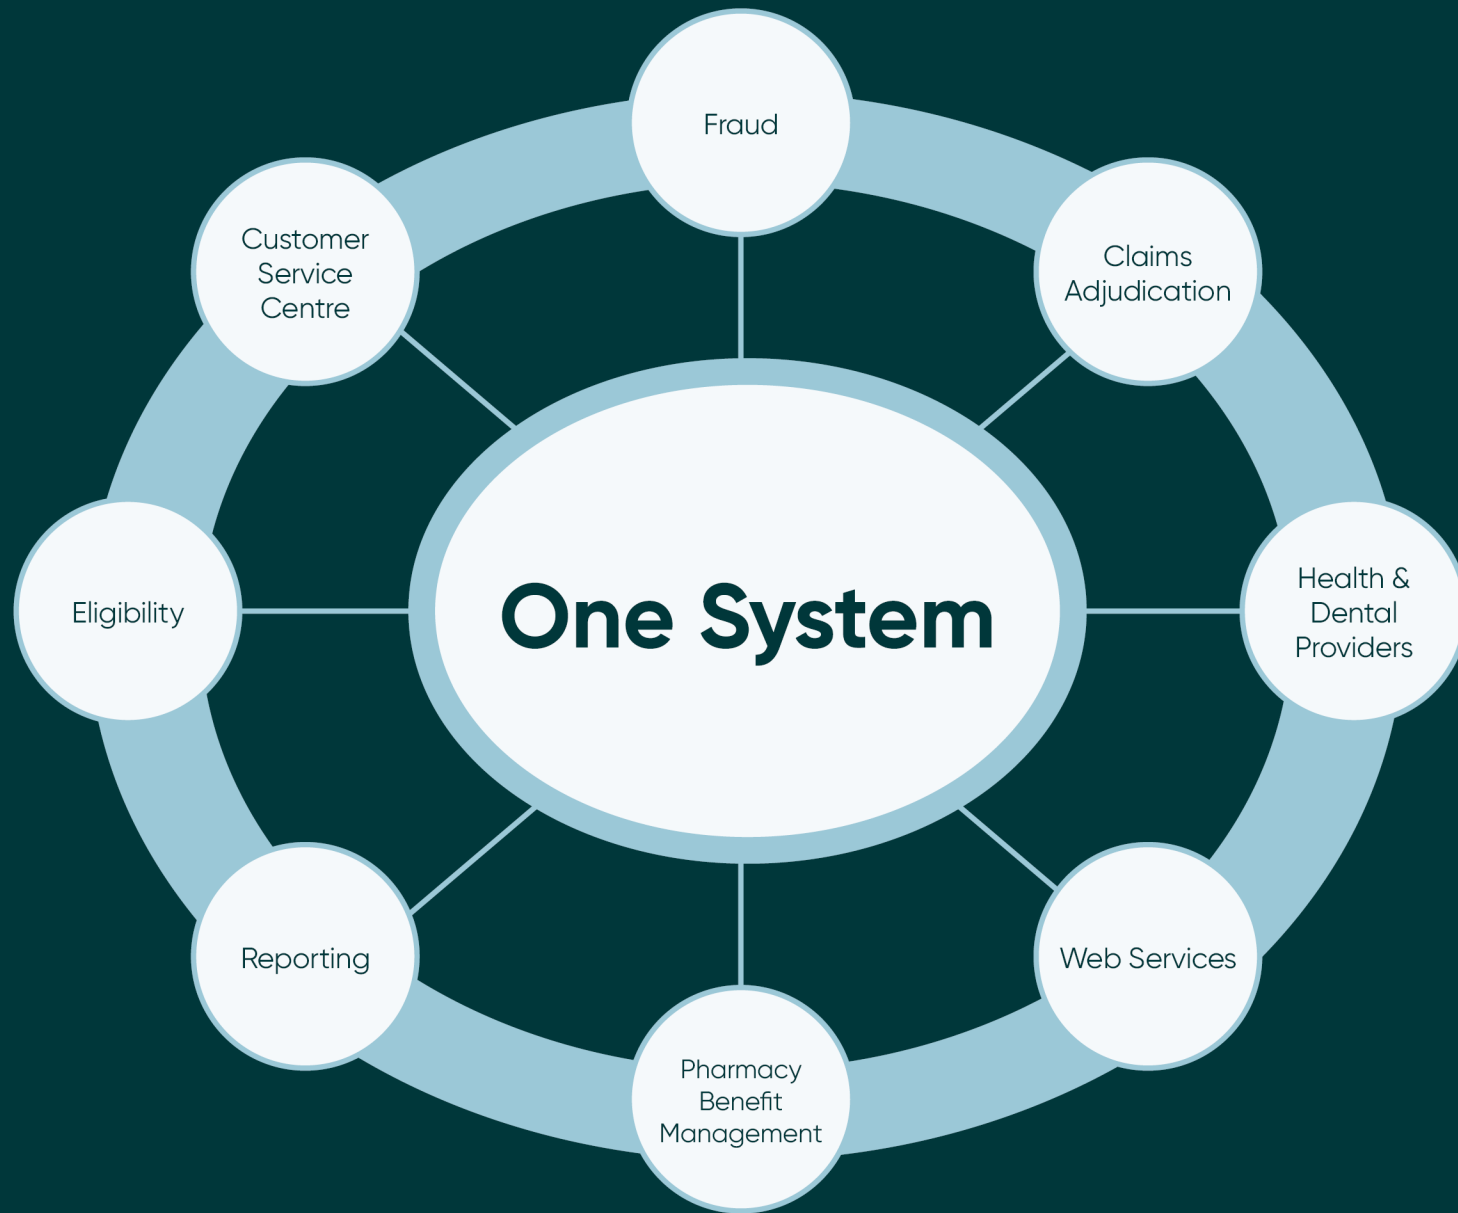 Fraud
Customer
Service
Centre
Claims
Adjudication
Eligibility
One System
Health &
Dental
Providers
Reporting
Web Services
Pharmacy
Benefit
Management